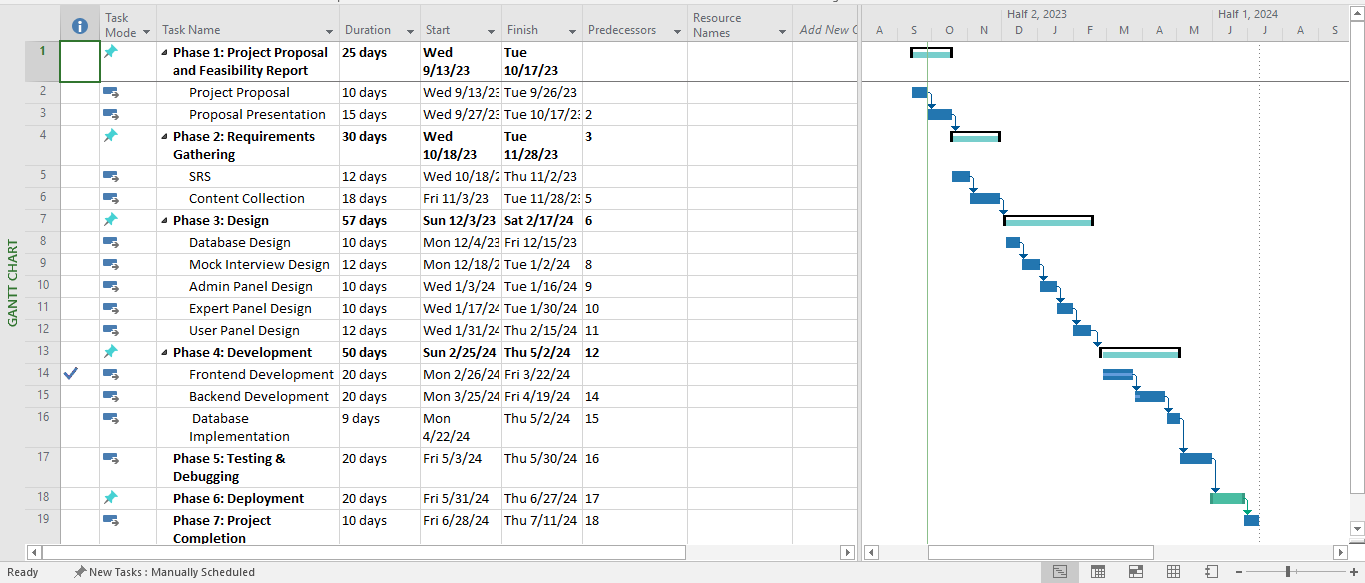 Task
Mode
Task Name
Duration
Start
Finish
Predecessors
Resource
Names
Add New C
1
Phase 1: Project Proposal
and Feasibility Report
25 days
Wed
9/13/23
Tue
10/17/23
2
Project Proposal
10 days
Wed 9/13/23
Tue 9/26/23
3
Proposal Presentation
15 days
Wed 9/27/23
Tue 10/17/23
2
4
Phase 2: Requirements
Gathering
30 days
Wed
10/18/23
Tue
11/28/23
3
5
SRS
12 days
Wed 10/18/2
Thu 11/2/23
6
Content Collection
18 days
Fri 11/3/23
Tue 11/28/23
5
7
Phase 3: Design
57 days
Sun 12/3/23
Sat 2/17/24
6
8
Database Design
10 days
Mon 12/4/23
Fri 12/15/23
9
Mock Interview Design
12 days
Mon 12/18/2
Tue 1/2/24
8
10
Admin Panel Design
10 days
Wed 1/3/24
Tue 1/16/24
9
11
Expert Panel Design
10 days
Wed 1/17/24
Tue 1/30/24
10
12
User Panel Design
12 days
Wed 1/31/24
Thu 2/15/24
11
13
Phase 4: Development
50 days
Sun 2/25/24
Thu 5/2/24
12
14
Frontend Development
20 days
Mon 2/26/24
Fri 3/22/24
15
Backend Development
20 days
Mon 3/25/24
Fri 4/19/24
14
16
Database
Implementation
9 days
Mon
4/22/24
Thu 5/2/24
15
17
Phase 5: Testing &
Debugging
20 days
Fri 5/3/24
Thu 5/30/24
16
18
Phase 6: Deployment
20 days
Fri 5/31/24
Thu 6/27/24
17
19
Phase 7: Project
Completion
10 days
Fri 6/28/24
Thu 7/11/24
18
Half 2, 2023
Half 1, 2024
A S O N D J F M A M J J A S
GANTT CHART
Ready
New Tasks : Manually Scheduled